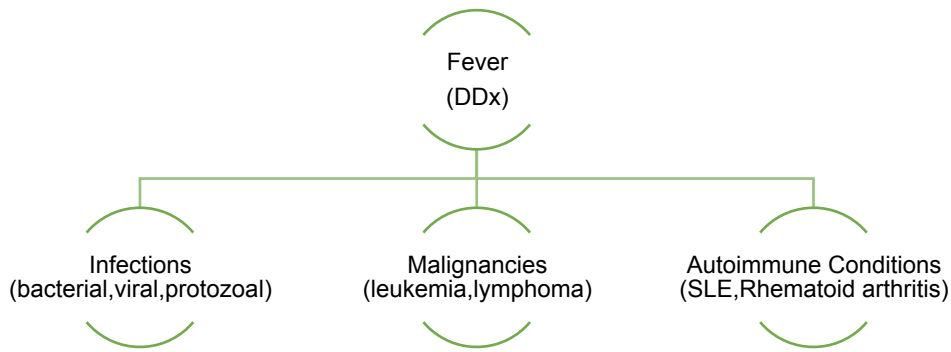 Fever
(DDx)
Infections
(bacterial,viral,protozoal)
Malignancies
(leukemia,lymphoma)
Autoimmune Conditions
(SLE,Rhematoid arthritis)